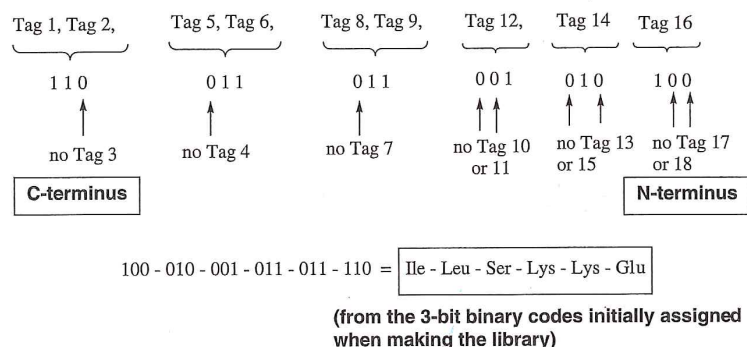 Tag 1, Tag 2, Tag 5, Tag 6, Tag 8, Tag 9, Tag 12, Tag 14 Tag 16
1 1 0 0 1 1 0 1 1 0 0 1 0 1 0 1 0 0
no Tag 3 no Tag 4 no Tag 7 no Tag 10 no Tag 13 no Tag 17
or 11 or 15 or 18
C-terminus N-terminus
100 - 010 - 001 - 011 - 011 - 110 = Ile - Leu - Ser - Lys - Lys - Glu
(from the 3-bit binary codes initially assigned
when making the library)